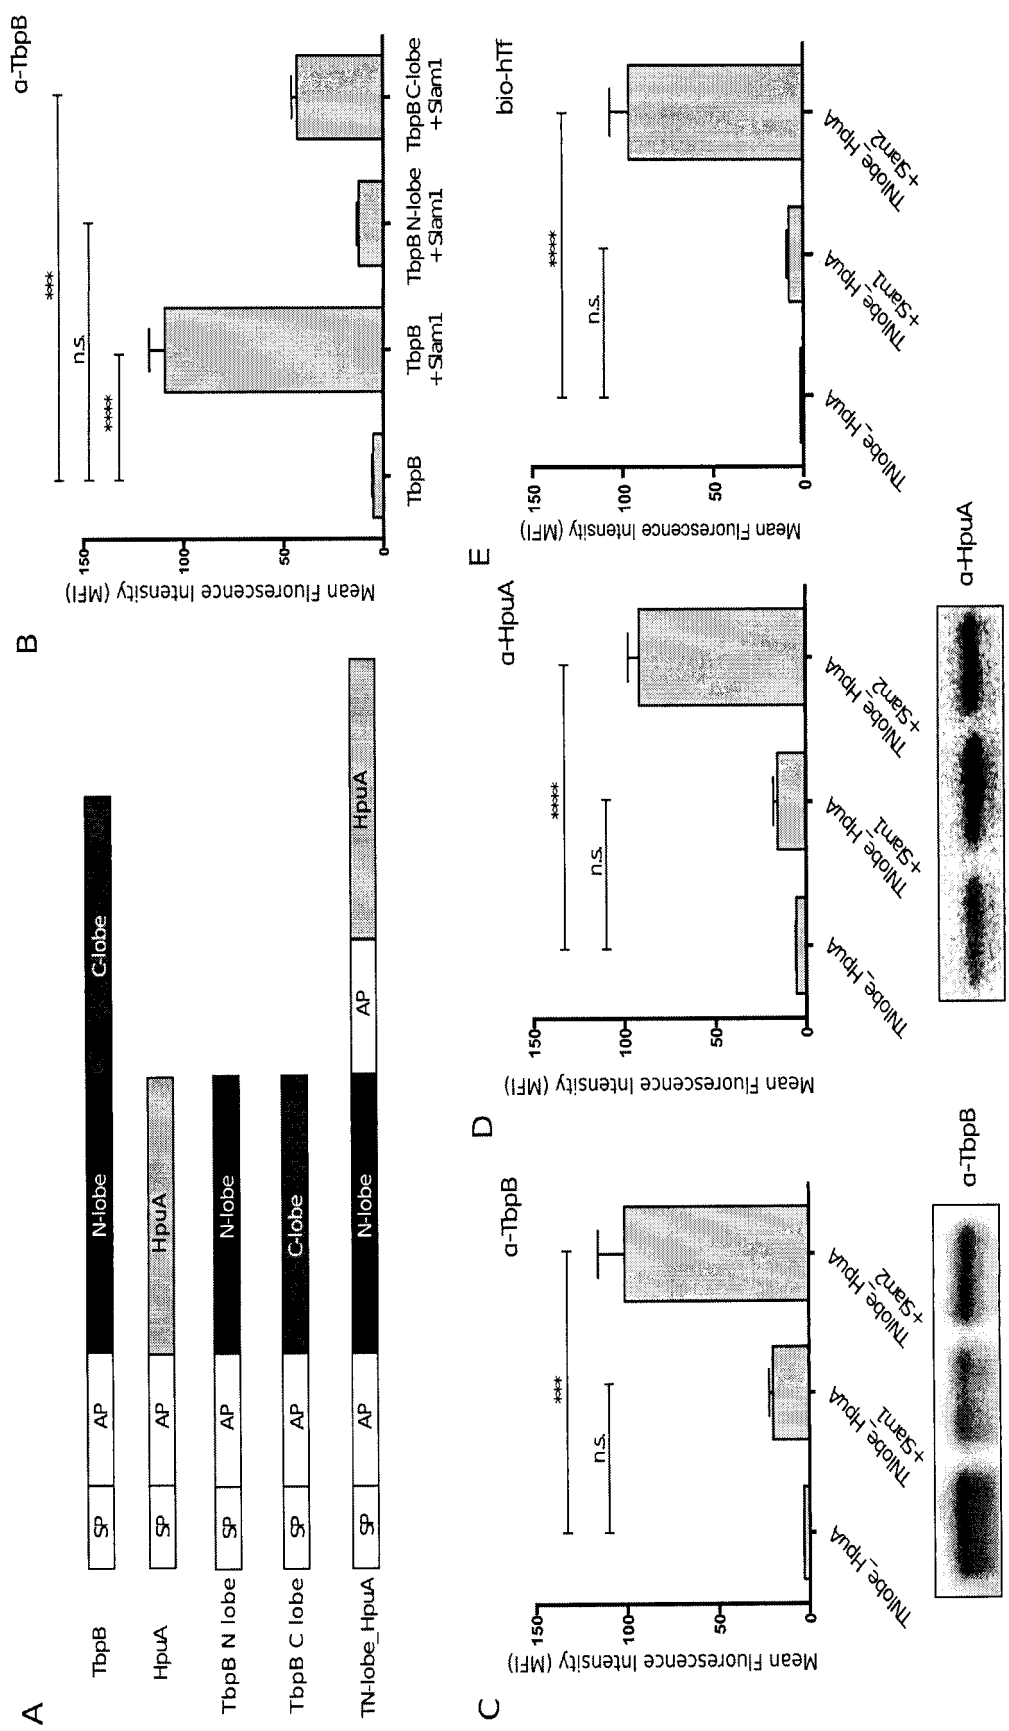 A
TbpB
SP
AP
N-lobe
C-lobe
HpuA
SP
AP
HpuA
TbpB N lobe
SP
AP
N-lobe
TbpB C lobe
SP
AP
C-lobe
TN-lobe_HpuA
SP
AP
N-lobe
AP
HpuA
B
α-TbpB
Mean Fluorescence Intensity (MFI)
150
100
50
0
***
n.s.
****
TbpB
TbpB
+Slam1
TbpB N-lobe
+Slam1
TbpB C-lobe
+Slam1
C
α-TbpB
Mean Fluorescence Intensity (MFI)
150
100
50
0
***
n.s.
TNlobe_HpuA
TNlobe_HpuA
+Slam1
TNlobe_HpuA
+Slam2
α-TbpB
D
α-HpuA
Mean Fluorescence Intensity (MFI)
150
100
50
0
****
n.s.
TNlobe_HpuA
TNlobe_HpuA
+Slam1
TNlobe_HpuA
+Slam2
α-HpuA
E
bio-hTf
Mean Fluorescence Intensity (MFI)
150
100
50
0
****
n.s.
TNlobe_HpuA
TNlobe_HpuA
+Slam1
TNlobe_HpuA
+Slam2